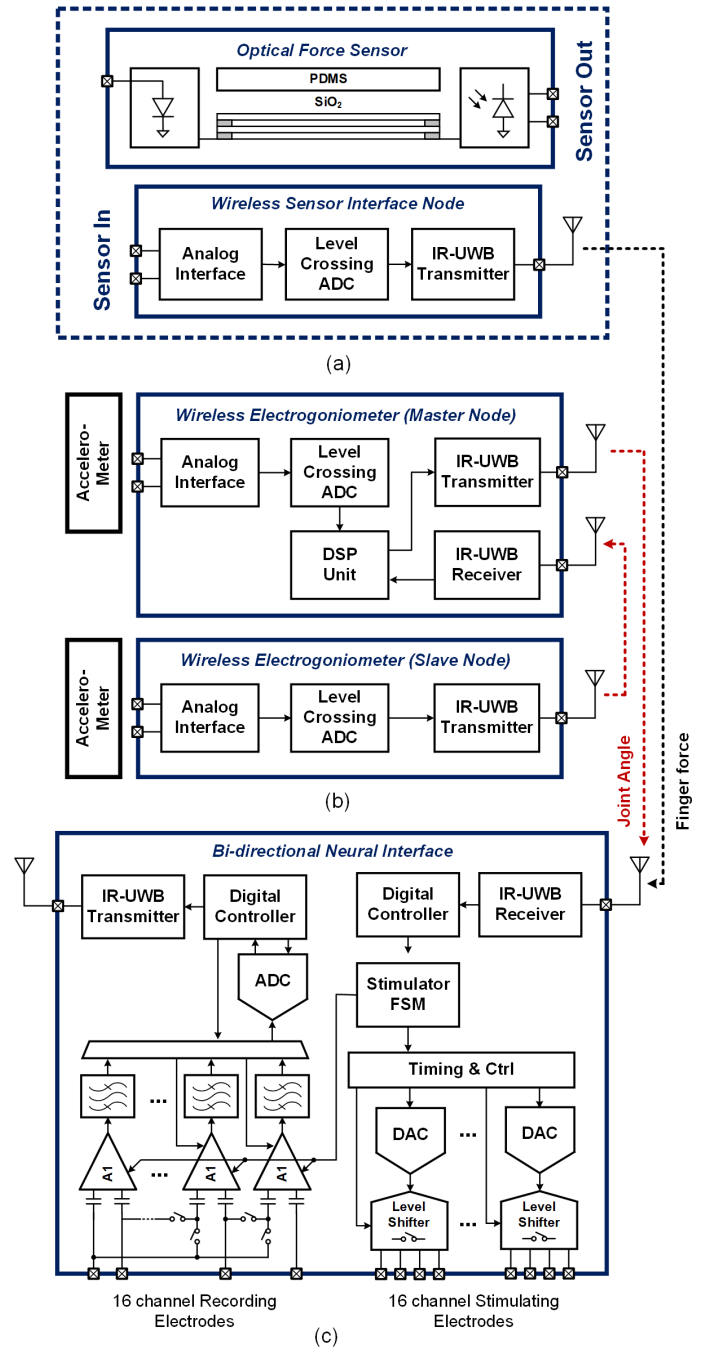 Optical Force Sensor
PDMS
SiO₂
Sensor Out
Sensor In
Wireless Sensor Interface Node
Analog
Interface
Level
Crossing
ADC
IR-UWB
Transmitter
(a)
Accelero-
Meter
Wireless Electrogoniometer (Master Node)
Analog
Interface
Level
Crossing
ADC
IR-UWB
Transmitter
DSP
Unit
IR-UWB
Receiver
Accelero-
Meter
Wireless Electrogoniometer (Slave Node)
Analog
Interface
Level
Crossing
ADC
IR-UWB
Transmitter
(b)
Joint Angle
Finger force
Bi-directional Neural Interface
IR-UWB
Transmitter
Digital
Controller
Digital
Controller
IR-UWB
Receiver
ADC
Stimulator
FSM
Timing & Ctrl
...
DAC
...
DAC
A1
...
A1
A1
Level
Shifter
...
Level
Shifter
16 channel Recording
Electrodes
16 channel Stimulating
Electrodes
(c)